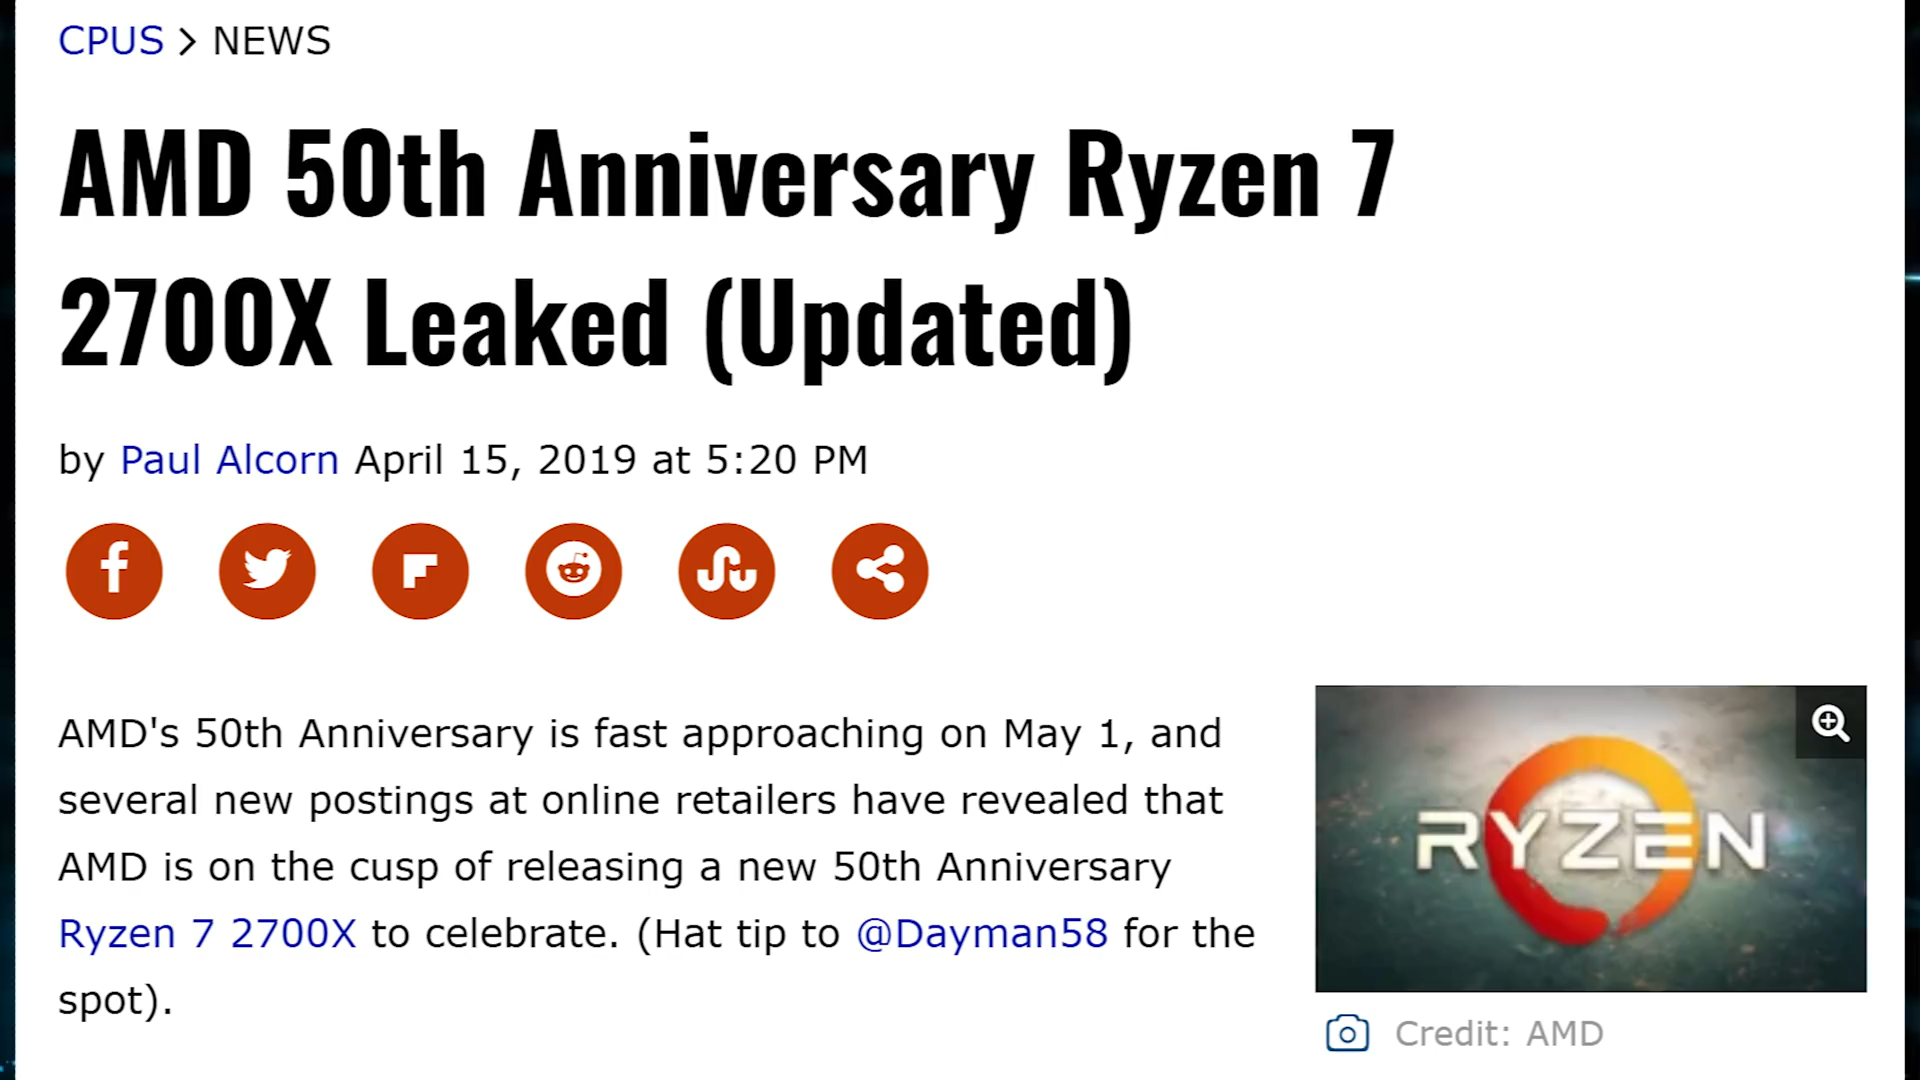 CPUS > NEWS
AMD 50th Anniversary Ryzen 7
2700X Leaked (Updated)
by Paul Alcorn April 15, 2019 at 5:20 PM
AMD's 50th Anniversary is fast approaching on May 1, and
several new postings at online retailers have revealed that
AMD is on the cusp of releasing a new 50th Anniversary
Ryzen 7 2700X to celebrate. (Hat tip to @Dayman58 for the
spot).
RYZEN
Credit: AMD